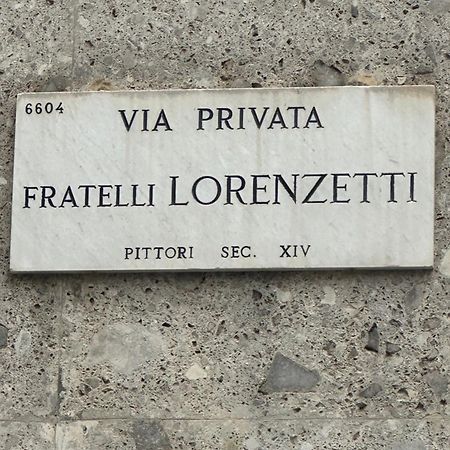 6604
VIA PRIVATA
FRATELLI LORENZETTI
PITTORI SEC. XIV